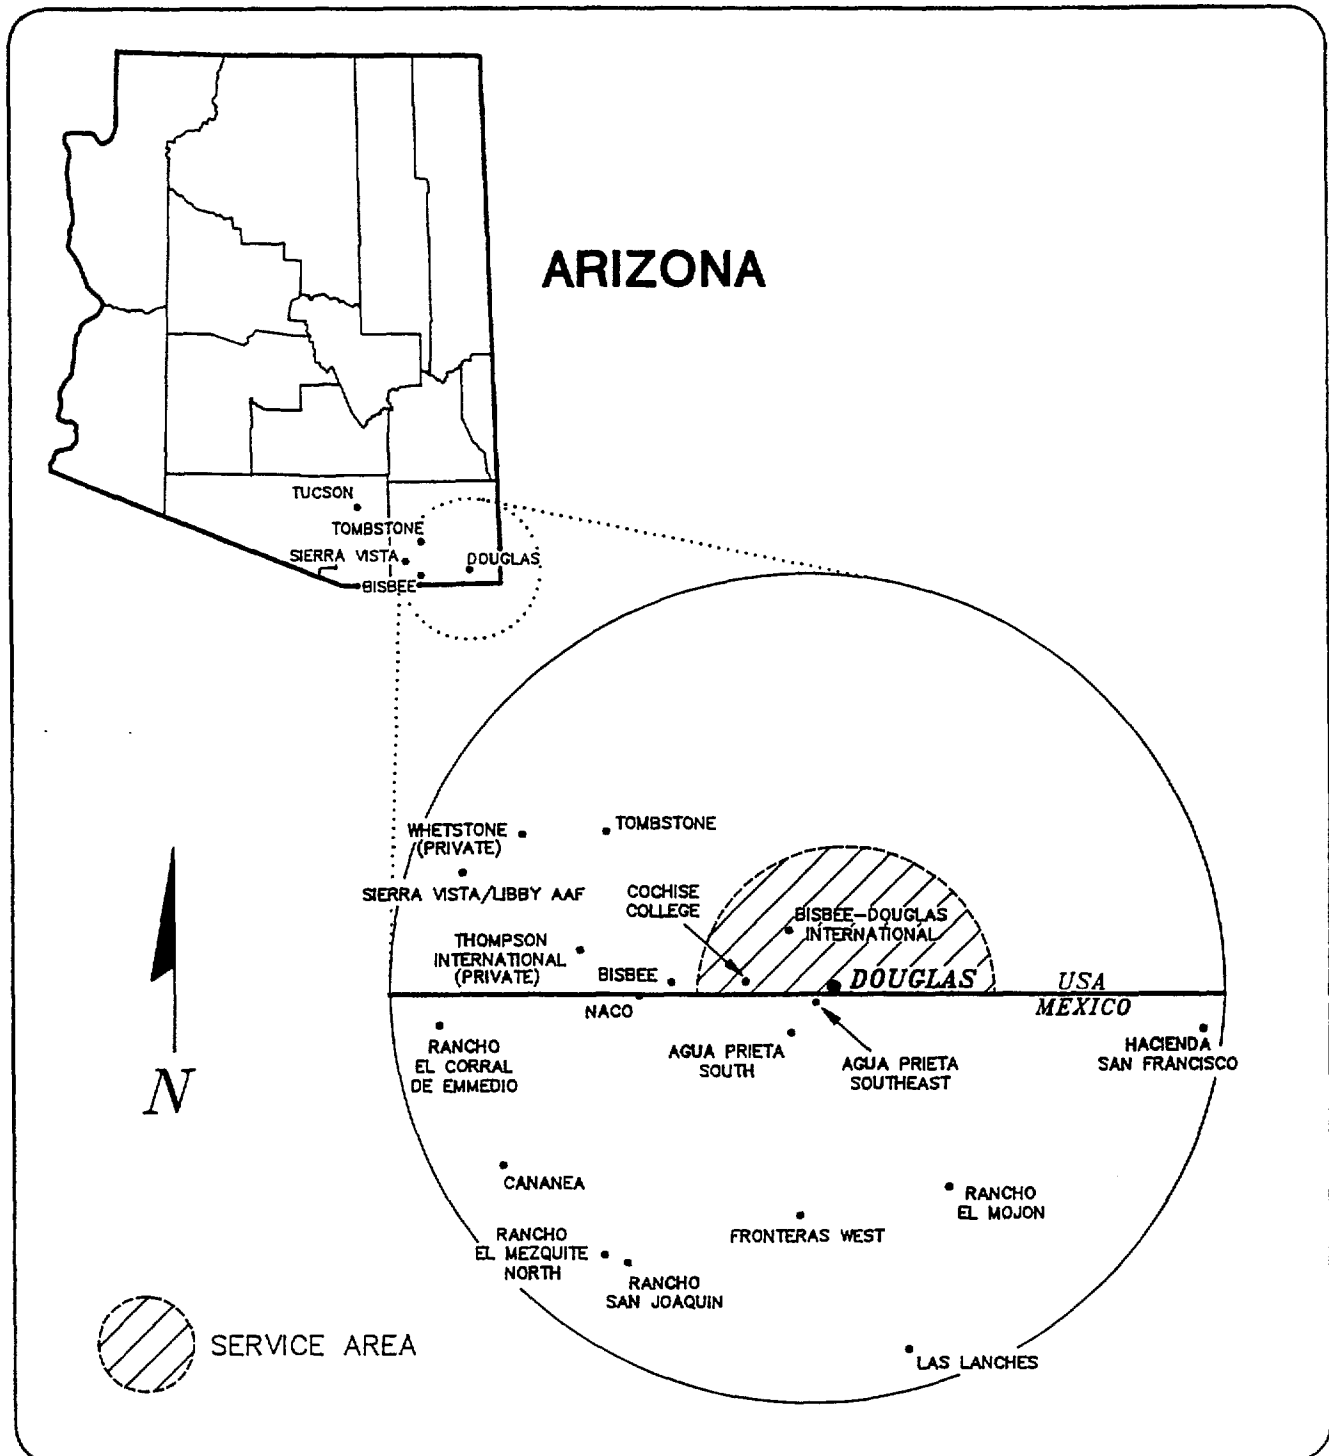 ARIZONA
TUCSON
TOMBSTONE
SIERRA VISTA
DOUGLAS
BISBEE
WHETSTONE
(PRIVATE)
TOMBSTONE
SIERRA VISTA/LIBBY AAF
COCHISE
COLLEGE
BISBEE-DOUGLAS
INTERNATIONAL
THOMPSON
INTERNATIONAL
(PRIVATE)
BISBEE
DOUGLAS
USA
MEXICO
NACO
RANCHO
EL CORRAL
DE EMMEDIO
AGUA PRIETA
SOUTH
AGUA PRIETA
SOUTHEAST
HACIENDA
SAN FRANCISCO
N
CANANEA
RANCHO
EL MOJON
FRONTERAS WEST
RANCHO
EL MEZQUITE
NORTH
RANCHO
SAN JOAQUIN
SERVICE AREA
LAS LANCHES